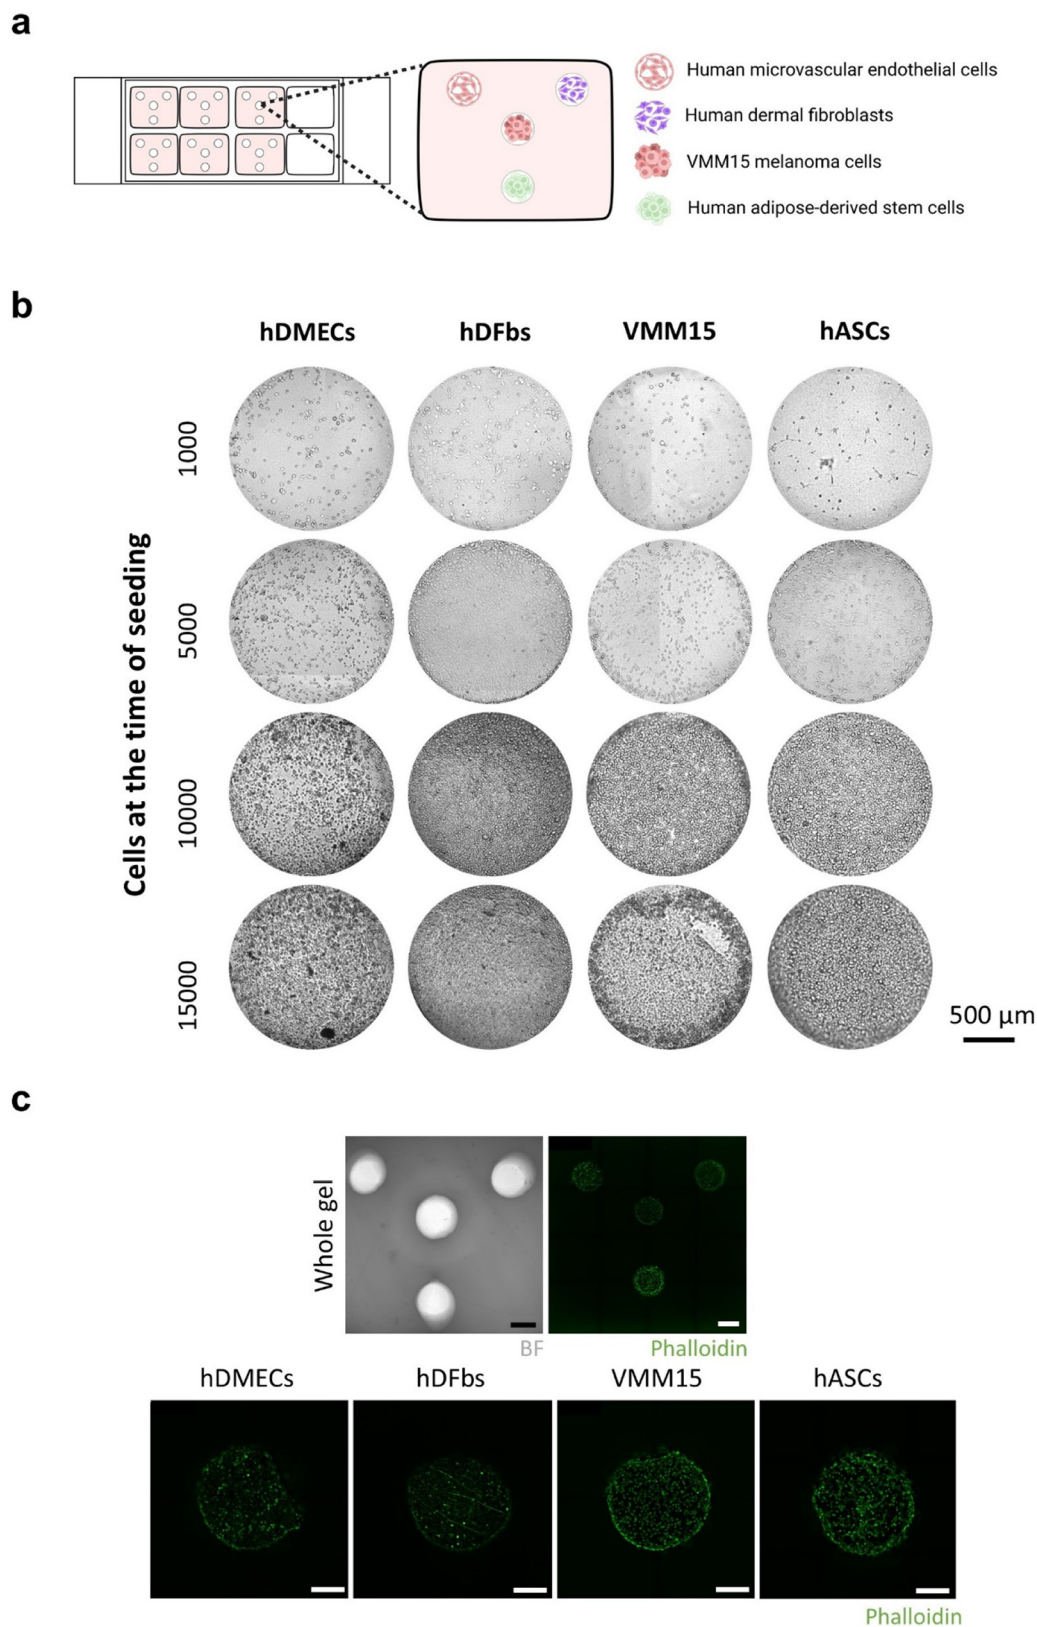 a
Human microvascular endothelial cells
Human dermal fibroblasts
VMM15 melanoma cells
Human adipose-derived stem cells
b
hDMECs hDFbs VMM15 hASCs
Cells at the time of seeding
1000
5000
10000
15000
500 µm
c
Whole gel
BF
Phalloidin
hDMECs hDFbs VMM15 hASCs
Phalloidin